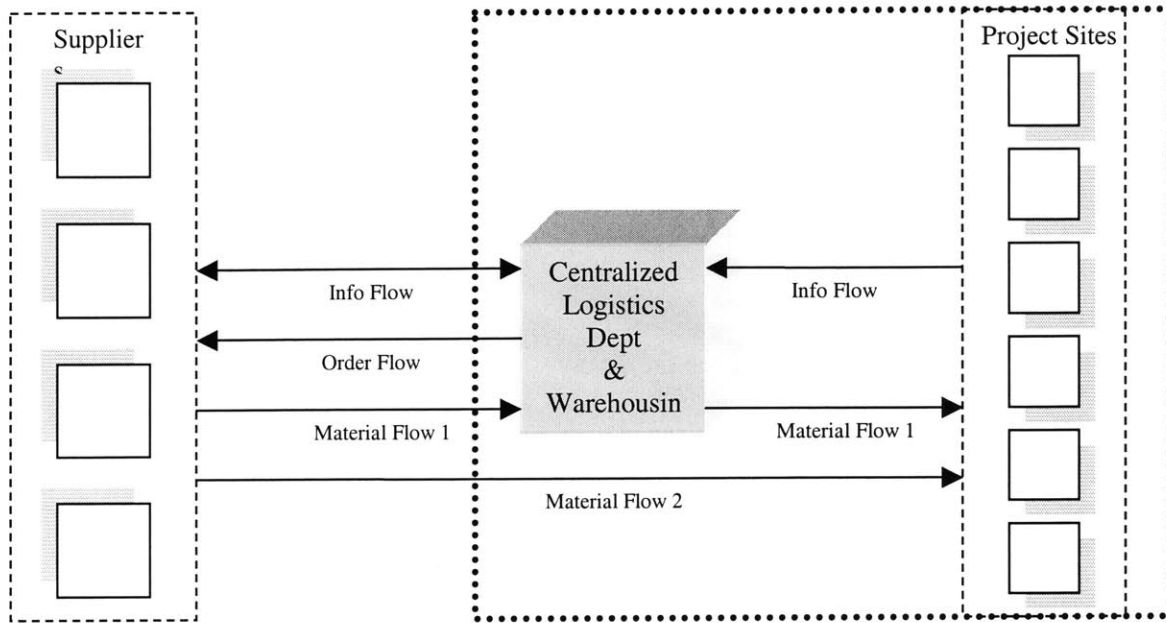 Supplier
s
Project Sites
Centralized
Logistics
Dept
&
Warehousin
Info Flow
Info Flow
Order Flow
Material Flow 1
Material Flow 1
Material Flow 2